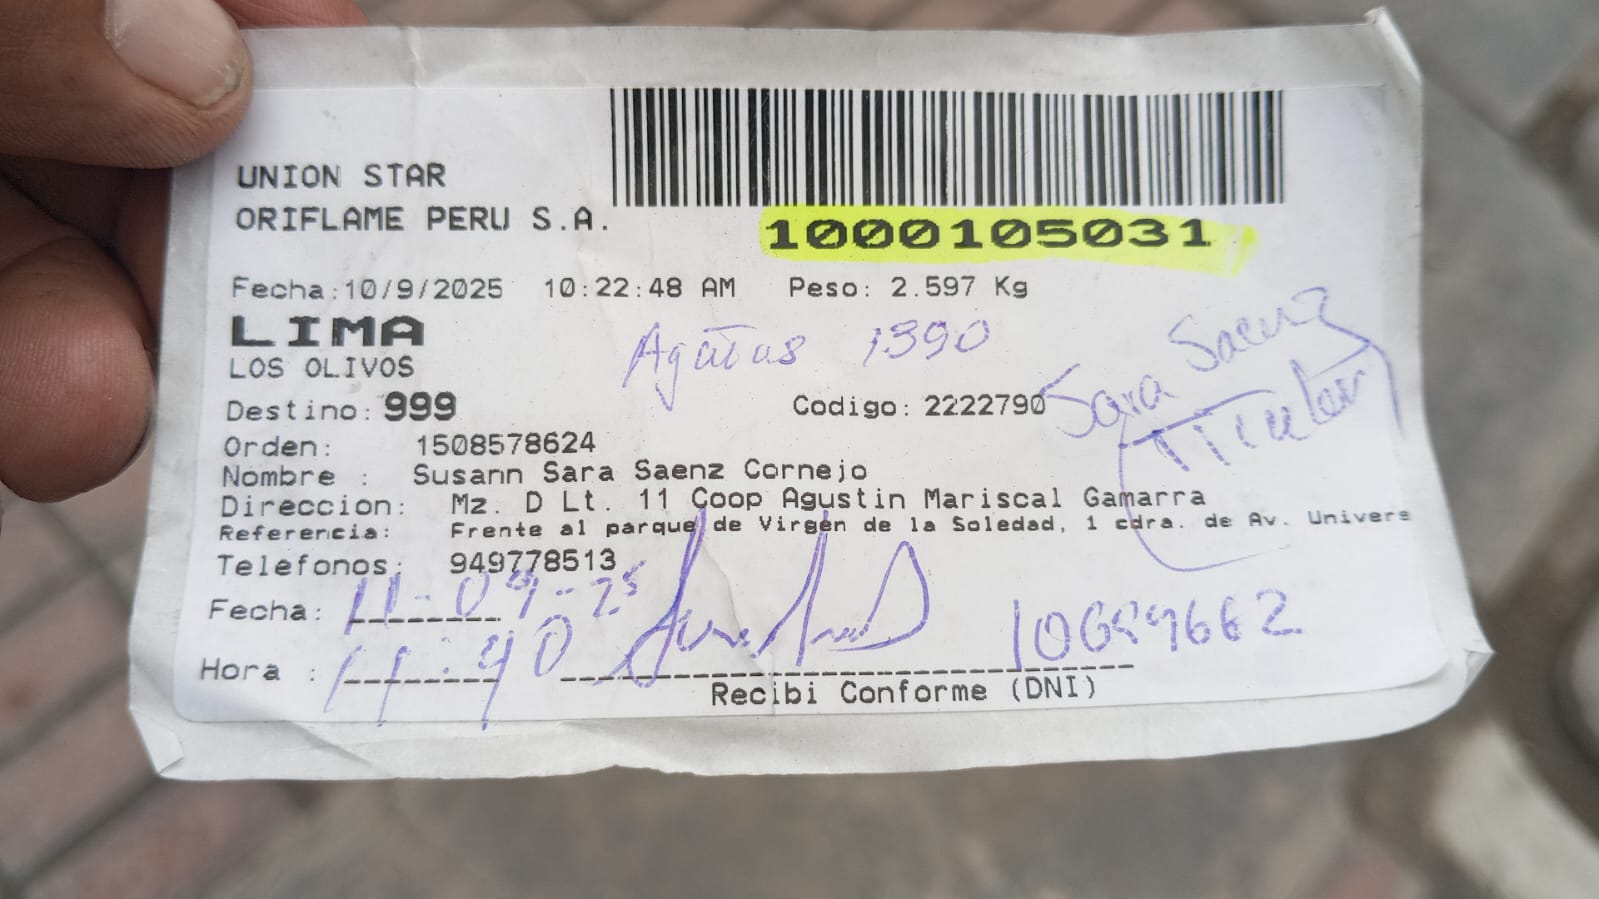 UNION STAR
ORIFLAME PERU S.A.
1000105031
Fecha:10/9/2025 10:22:48 AM Peso: 2.597 Kg
LIMA
LOS OLIVOS
1390
Sara Saenz
Titular
Destino: 999 Codigo: 2222790
Orden: 1508578624
Nombre : Susann Sara Saenz Cornejo
Direccion: Mz. D Lt. 11 Coop Agustin Mariscal Gamarra
Referencia: Frente al parque de Virgen de la Soledad, 1 cdra. de Av. Univers
Telefonos: 949778513
Fecha: 11-09-25
Hora : 11:40
Recibi Conforme (DNI)